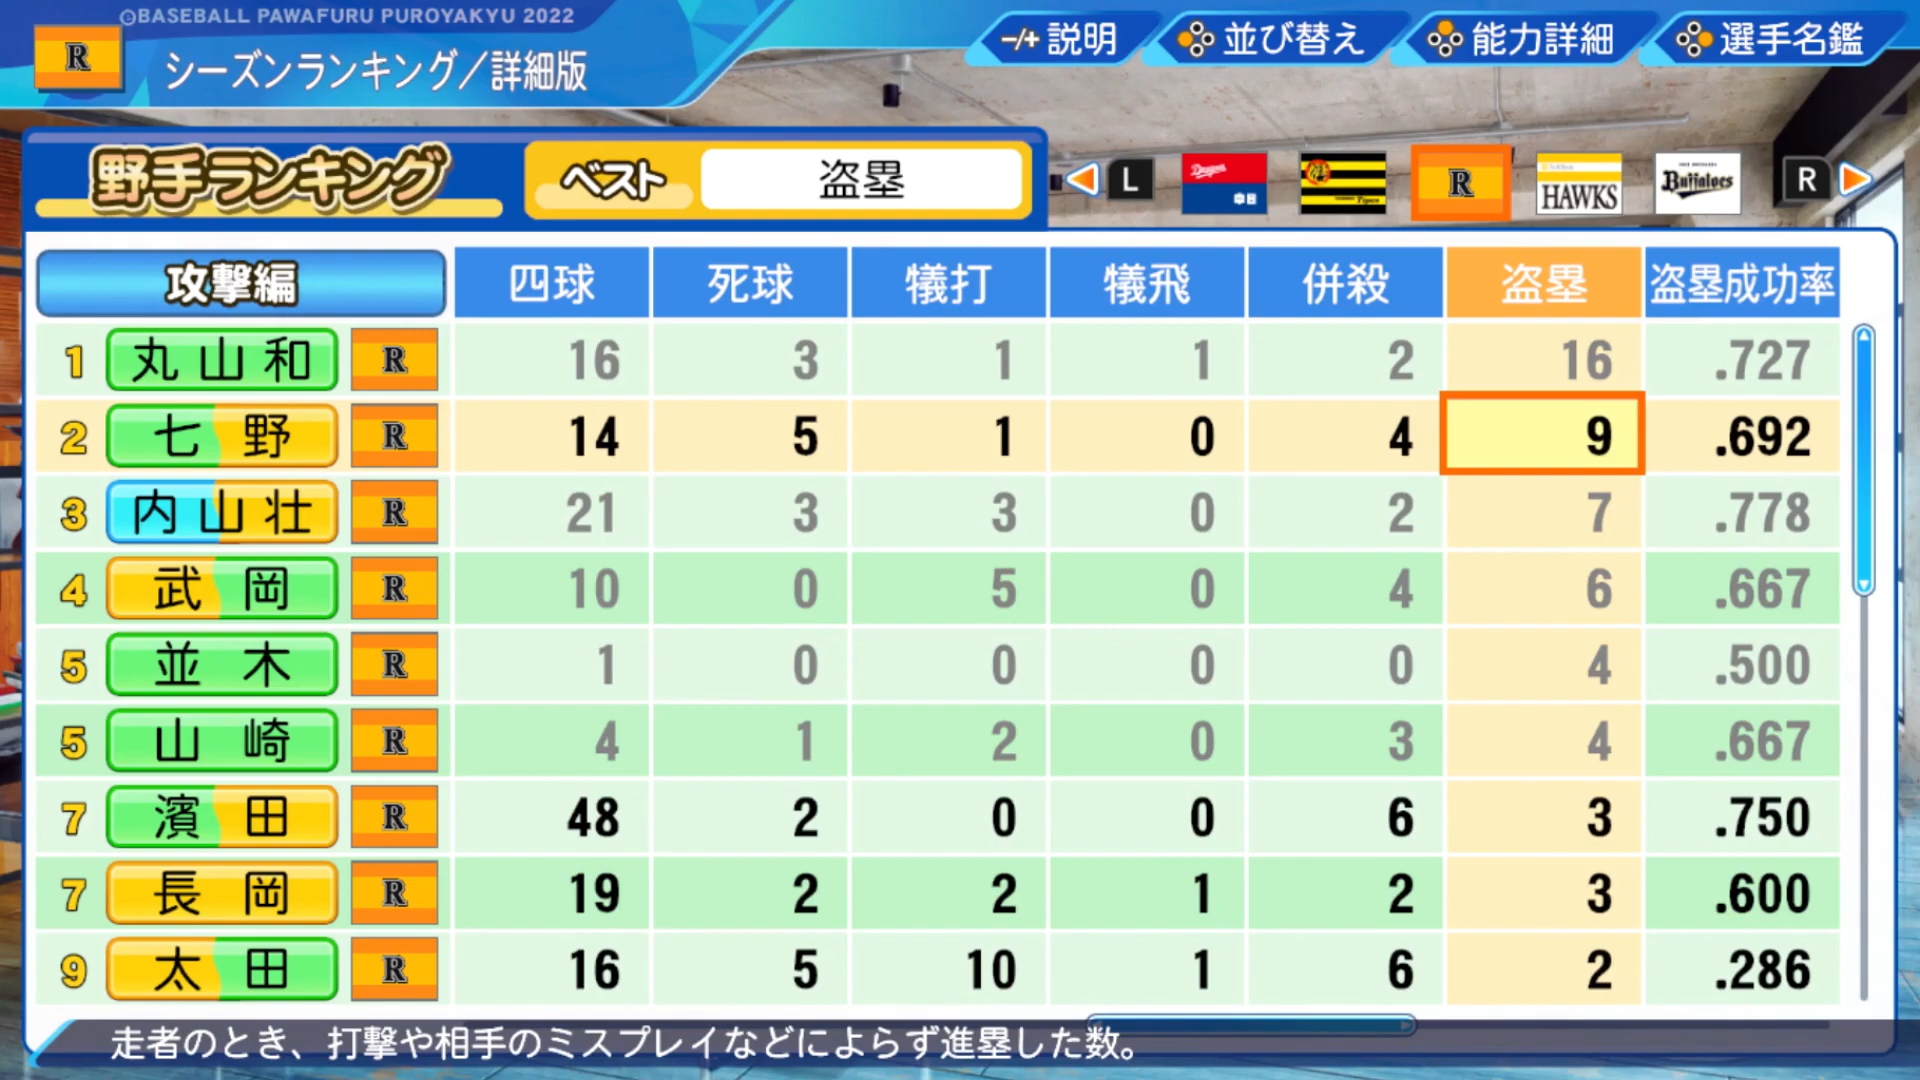 ©BASEBALL PAWAFURU PUROYAKYU 2022
R シーズンランキング／詳細版
-/+ 説明 並び替え 能力詳細 選手名鑑
野手ランキング ベスト 盗塁
L Dragons 中日 Tigers R HAWKS Buffaloes R
攻撃編 四球 死球 犠打 犠飛 併殺 盗塁 盗塁成功率
1 丸山和 R 16 3 1 1 2 16 .727
2 七野 R 14 5 1 0 4 9 .692
3 内山壮 R 21 3 3 0 2 7 .778
4 武岡 R 10 0 5 0 4 6 .667
5 並木 R 1 0 0 0 0 4 .500
5 山崎 R 4 1 2 0 3 4 .667
7 濱田 R 48 2 0 0 6 3 .750
7 長岡 R 19 2 2 1 2 3 .600
9 太田 R 16 5 10 1 6 2 .286
走者のとき、打撃や相手のミスプレイなどによらず進塁した数。